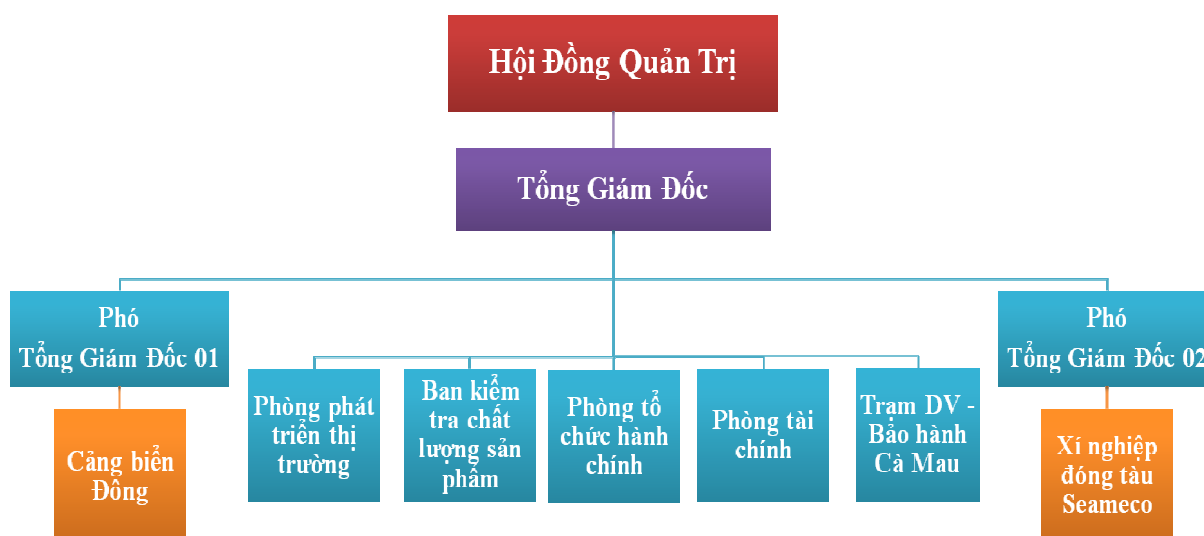 Hội Đồng Quản Trị
Tổng Giám Đốc
Phó
Tổng Giám Đốc 01
Phó
Tổng Giám Đốc 02
Phòng phát
triển thị
trường
Ban kiểm
tra chất
lượng sản
phẩm
Phòng tổ
chức hành
chính
Phòng tài
chính
Trạm DV -
Bảo hành
Cà Mau
Cảng biển
Đông
Xí nghiệp
đóng tàu
Seameco